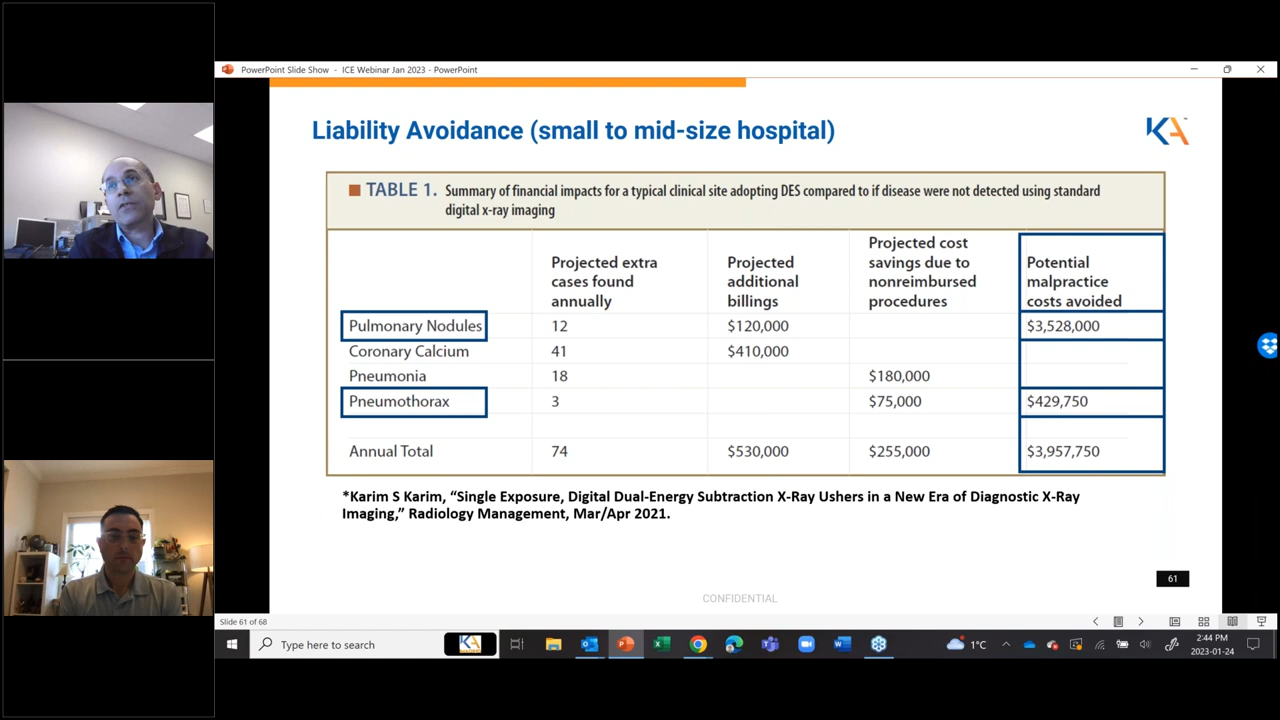 PowerPoint Slide Show - ICE Webinar Jan 2023 - PowerPoint
Liability Avoidance (small to mid-size hospital)
KA
TABLE 1. Summary of financial impacts for a typical clinical site adopting DES compared to if disease were not detected using standard
digital x-ray imaging
Projected extra
cases found
annually
Projected
additional
billings
Projected cost
savings due to
nonreimbursed
procedures
Potential
malpractice
costs avoided
Pulmonary Nodules 12 $120,000 $3,528,000
Coronary Calcium 41 $410,000
Pneumonia 18 $180,000
Pneumothorax 3 $75,000 $429,750
Annual Total 74 $530,000 $255,000 $3,957,750
*Karim S Karim, “Single Exposure, Digital Dual-Energy Subtraction X-Ray Ushers in a New Era of Diagnostic X-Ray
Imaging,” Radiology Management, Mar/Apr 2021.
61
CONFIDENTIAL
Slide 61 of 68
Type here to search
KA
1°C
2:44 PM
2023-01-24